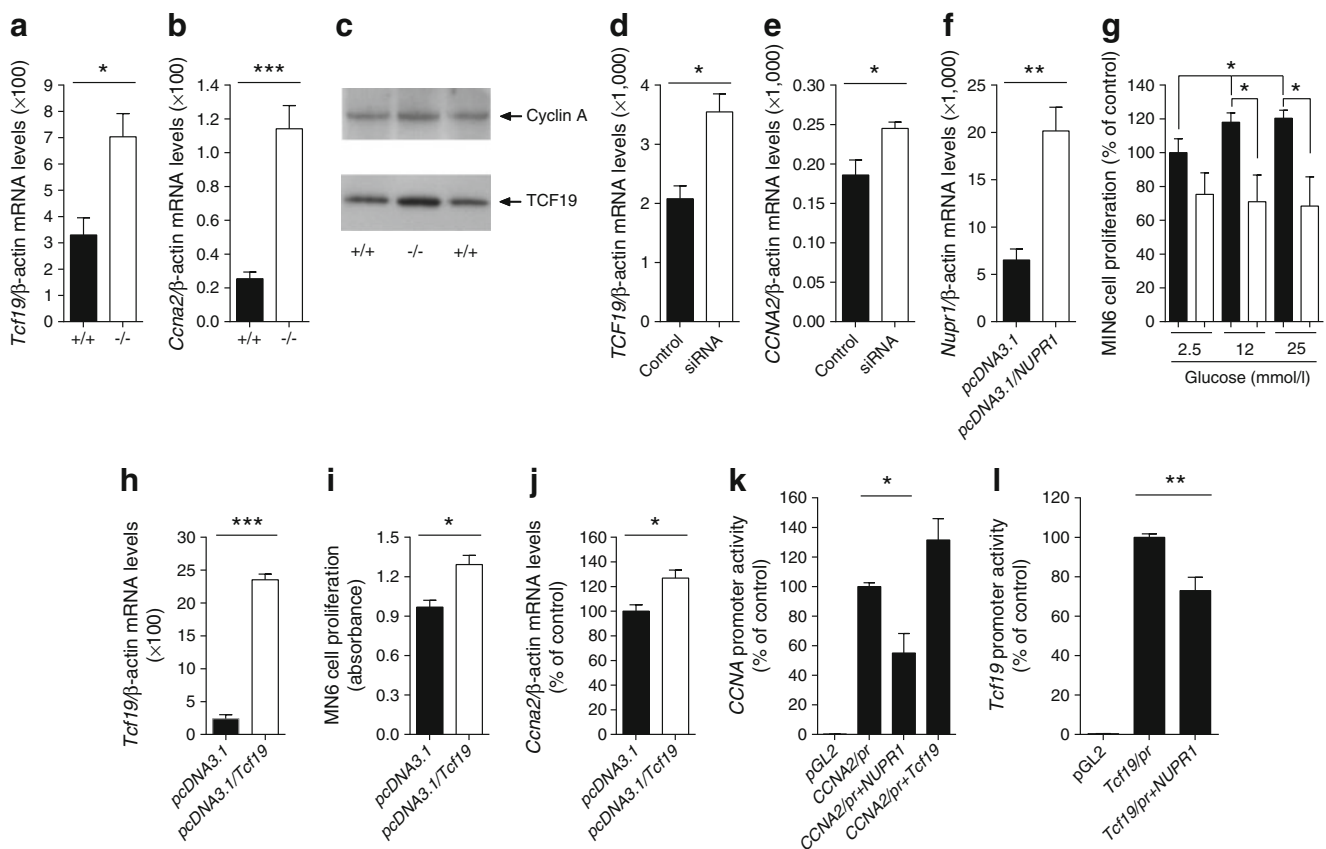 a
Tcf19/β-actin mRNA levels (×100)
9
8
7
6
5
4
3
2
1
0
*
+/+
-/-
b
Ccna2/β-actin mRNA levels (×100)
1.4
1.2
1.0
0.8
0.6
0.4
0.2
0.0
***
+/+
-/-
c
Cyclin A
TCF19
+/+
-/-
+/+
d
TCF19/β-actin mRNA levels (×1,000)
4
3
2
1
0
*
Control
siRNA
e
CCNA2/β-actin mRNA levels (×1,000)
0.30
0.25
0.20
0.15
0.10
0.05
0.00
*
Control
siRNA
f
Nupr1/β-actin mRNA levels (×1,000)
25
20
15
10
5
0
**
pcDNA3.1
pcDNA3.1/NUPR1
g
MIN6 cell proliferation (% of control)
140
120
100
80
60
40
20
0
*
*
*
2.5
12
25
Glucose (mmol/l)
h
Tcf19/β-actin mRNA levels
(×100)
30
25
20
15
10
5
0
***
pcDNA3.1
pcDNA3.1/Tcf19
i
MN6 cell proliferation
(absorbance)
1.5
1.2
0.9
0.6
0.3
0.0
*
pcDNA3.1
pcDNA3.1/Tcf19
j
Ccna2/β-actin mRNA levels
(% of control)
160
140
120
100
80
60
40
20
0
*
pcDNA3.1
pcDNA3.1/Tcf19
k
CCNA promoter activity
(% of control)
160
140
120
100
80
60
40
20
0
*
pGL2
CCNA2/pr
CCNA2/pr+NUPR1
CCNA2/pr+Tcf19
l
Tcf19 promoter activity
(% of control)
120
100
80
60
40
20
0
**
pGL2
Tcf19/pr
Tcf19/pr+NUPR1